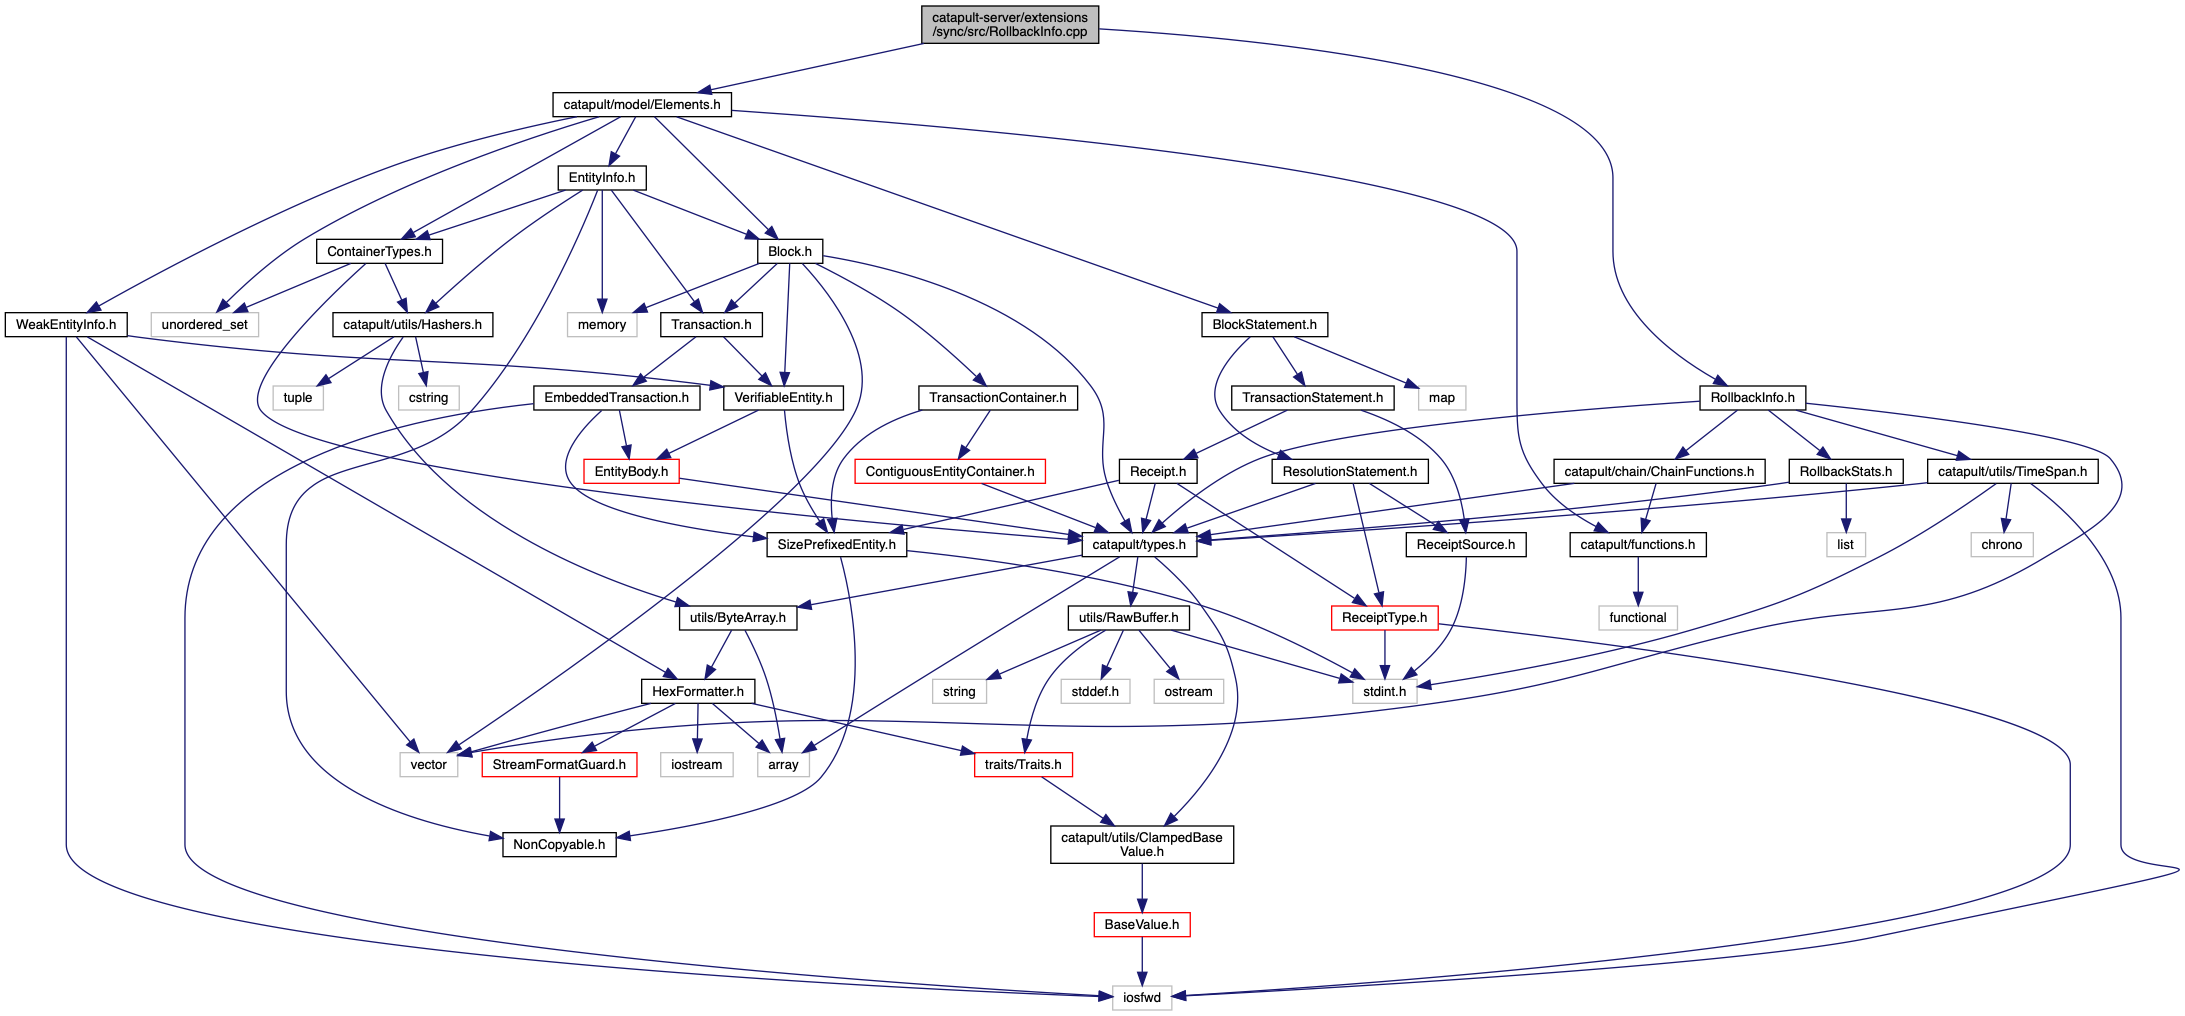 catapult-server/extensions
/sync/src/RollbackInfo.cpp
catapult/model/Elements.h
EntityInfo.h
ContainerTypes.h
Block.h
WeakEntityInfo.h
unordered_set
catapult/utils/Hashers.h
memory
Transaction.h
BlockStatement.h
tuple
cstring
EmbeddedTransaction.h
VerifiableEntity.h
TransactionContainer.h
TransactionStatement.h
map
RollbackInfo.h
EntityBody.h
ContiguousEntityContainer.h
Receipt.h
ResolutionStatement.h
catapult/chain/ChainFunctions.h
RollbackStats.h
catapult/utils/TimeSpan.h
SizePrefixedEntity.h
catapult/types.h
ReceiptSource.h
catapult/functions.h
list
chrono
utils/ByteArray.h
utils/RawBuffer.h
ReceiptType.h
functional
HexFormatter.h
string
stddef.h
ostream
stdint.h
vector
StreamFormatGuard.h
iostream
array
traits/Traits.h
NonCopyable.h
catapult/utils/ClampedBase
Value.h
BaseValue.h
iosfwd